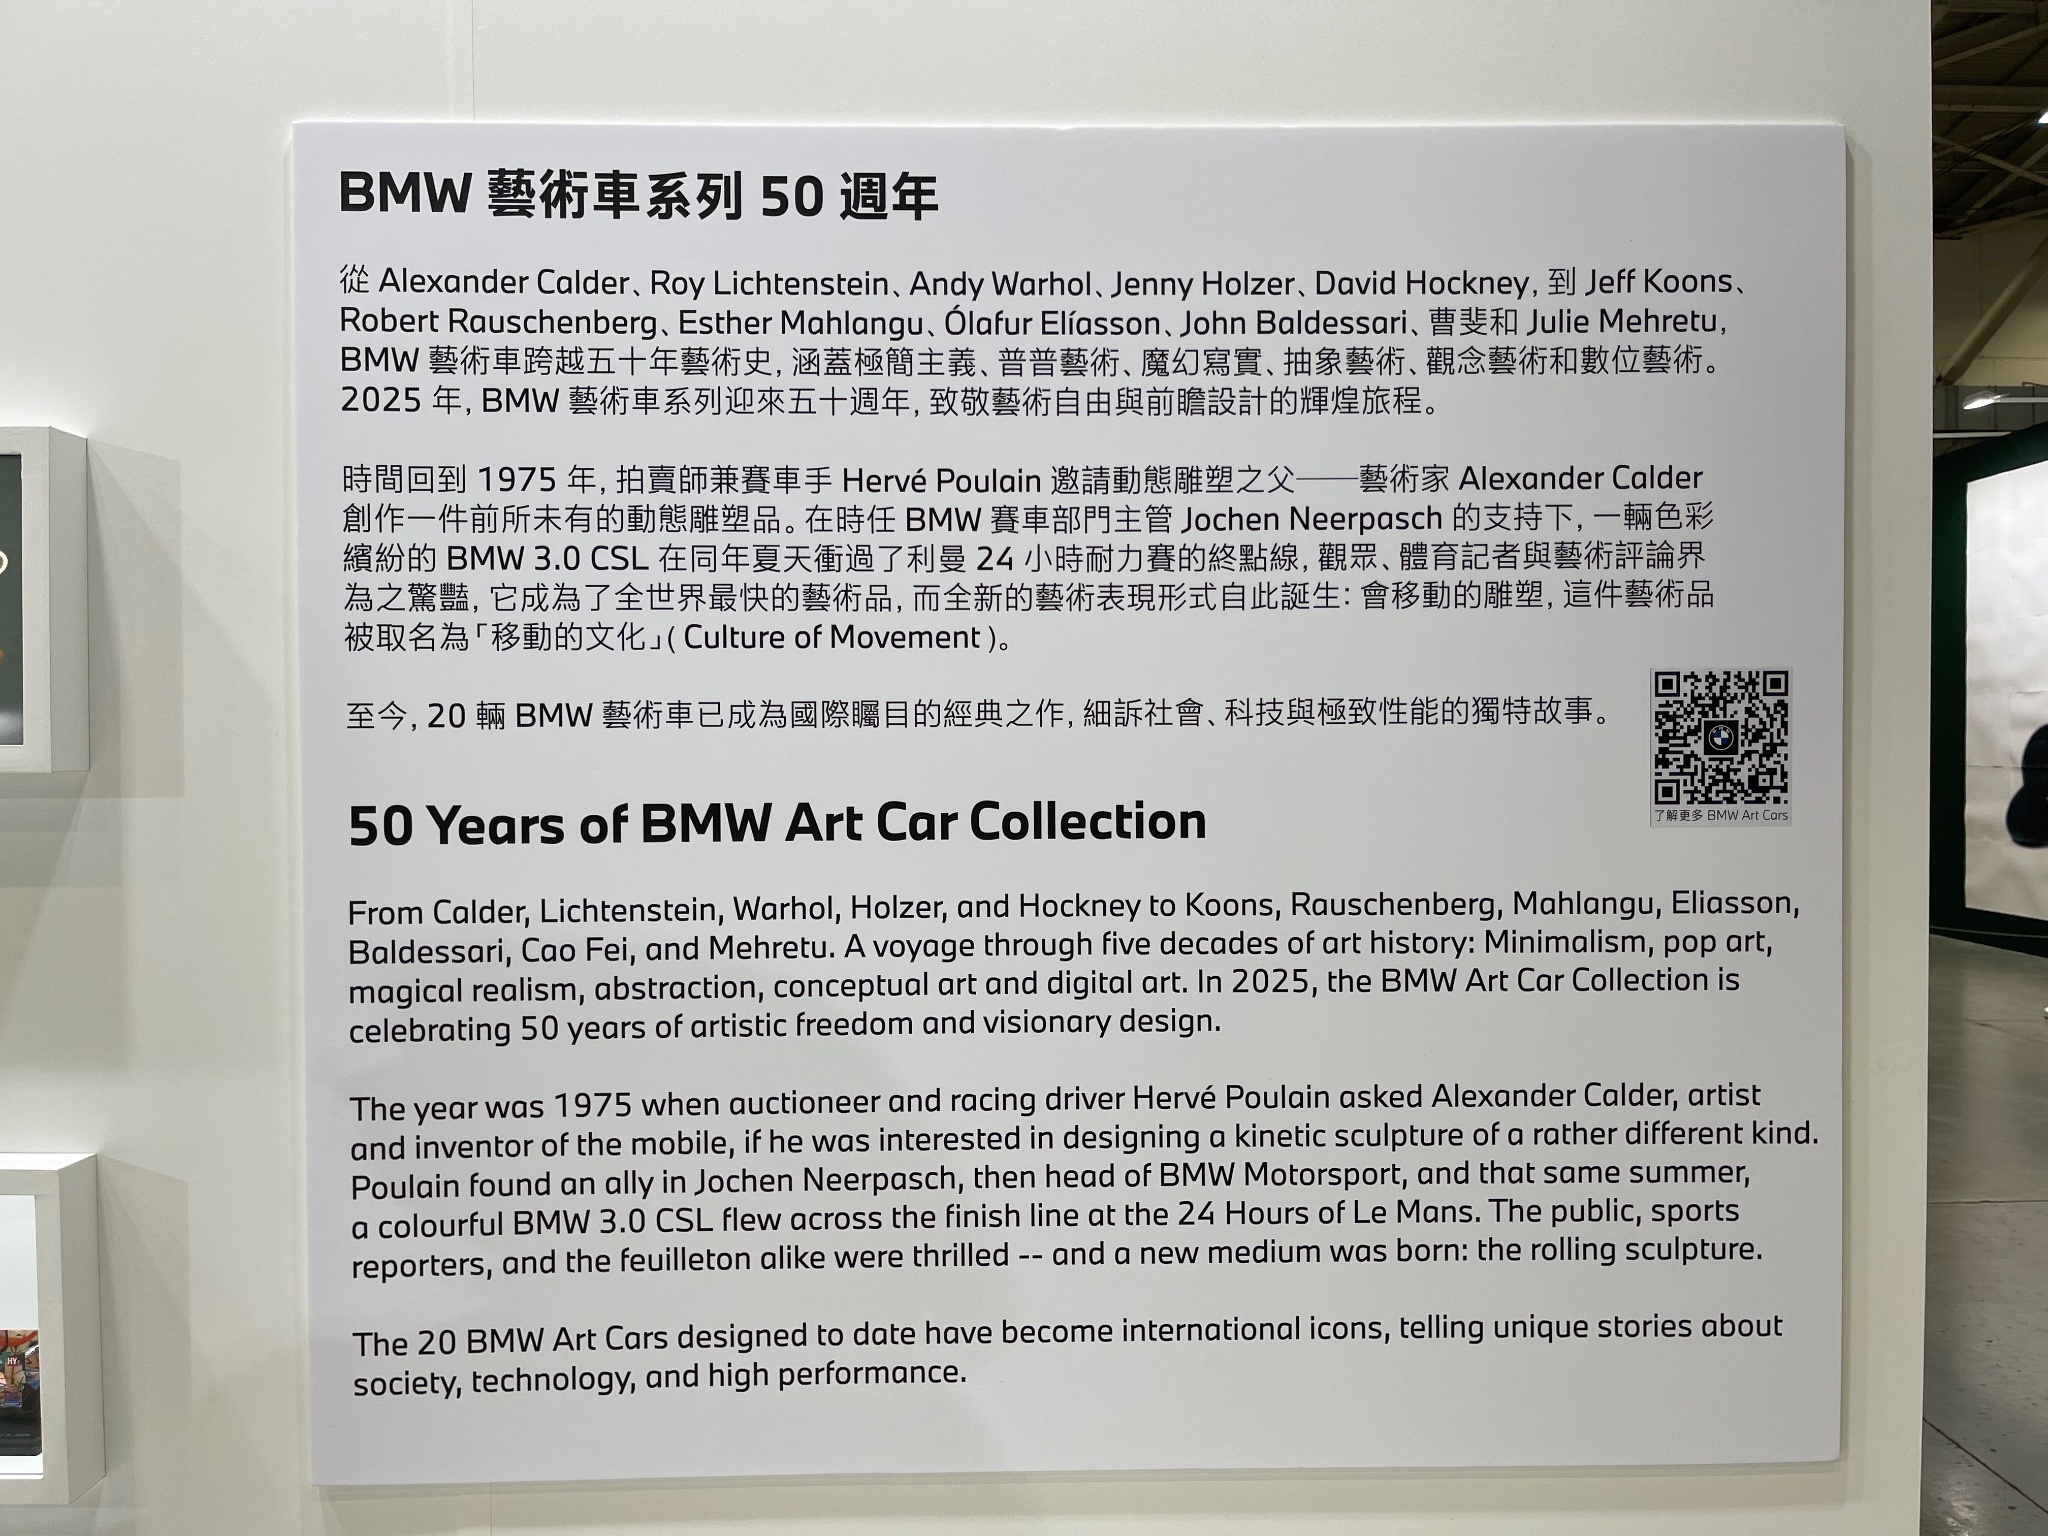 BMW 藝術車系列 50 週年
從 Alexander Calder、Roy Lichtenstein、Andy Warhol、Jenny Holzer、David Hockney, 到 Jeff Koons、
Robert Rauschenberg、Esther Mahlangu、Ólafur Elíasson、John Baldessari、曹斐和 Julie Mehretu,
BMW 藝術車跨越五十年藝術史, 涵蓋極簡主義、普普藝術、魔幻寫實、抽象藝術、觀念藝術和數位藝術。
2025 年, BMW 藝術車系列迎來五十週年, 致敬藝術自由與前瞻設計的輝煌旅程。
時間回到 1975 年, 拍賣師兼賽車手 Hervé Poulain 邀請動態雕塑之父——藝術家 Alexander Calder
創作一件前所未有的動態雕塑品。在時任 BMW 賽車部門主管 Jochen Neerpasch 的支持下, 一輛色彩
繽紛的 BMW 3.0 CSL 在同年夏天衝過了利曼 24 小時耐力賽的終點線, 觀眾、體育記者與藝術評論界
為之驚豔, 它成為了全世界最快的藝術品, 而全新的藝術表現形式自此誕生: 會移動的雕塑, 這件藝術品
被取名為「移動的文化」( Culture of Movement )。
至今, 20 輛 BMW 藝術車已成為國際矚目的經典之作, 細訴社會、科技與極致性能的獨特故事。
了解更多 BMW Art Cars
50 Years of BMW Art Car Collection
From Calder, Lichtenstein, Warhol, Holzer, and Hockney to Koons, Rauschenberg, Mahlangu, Eliasson,
Baldessari, Cao Fei, and Mehretu. A voyage through five decades of art history: Minimalism, pop art,
magical realism, abstraction, conceptual art and digital art. In 2025, the BMW Art Car Collection is
celebrating 50 years of artistic freedom and visionary design.
The year was 1975 when auctioneer and racing driver Hervé Poulain asked Alexander Calder, artist
and inventor of the mobile, if he was interested in designing a kinetic sculpture of a rather different kind.
Poulain found an ally in Jochen Neerpasch, then head of BMW Motorsport, and that same summer,
a colourful BMW 3.0 CSL flew across the finish line at the 24 Hours of Le Mans. The public, sports
reporters, and the feuilleton alike were thrilled -- and a new medium was born: the rolling sculpture.
The 20 BMW Art Cars designed to date have become international icons, telling unique stories about
society, technology, and high performance.